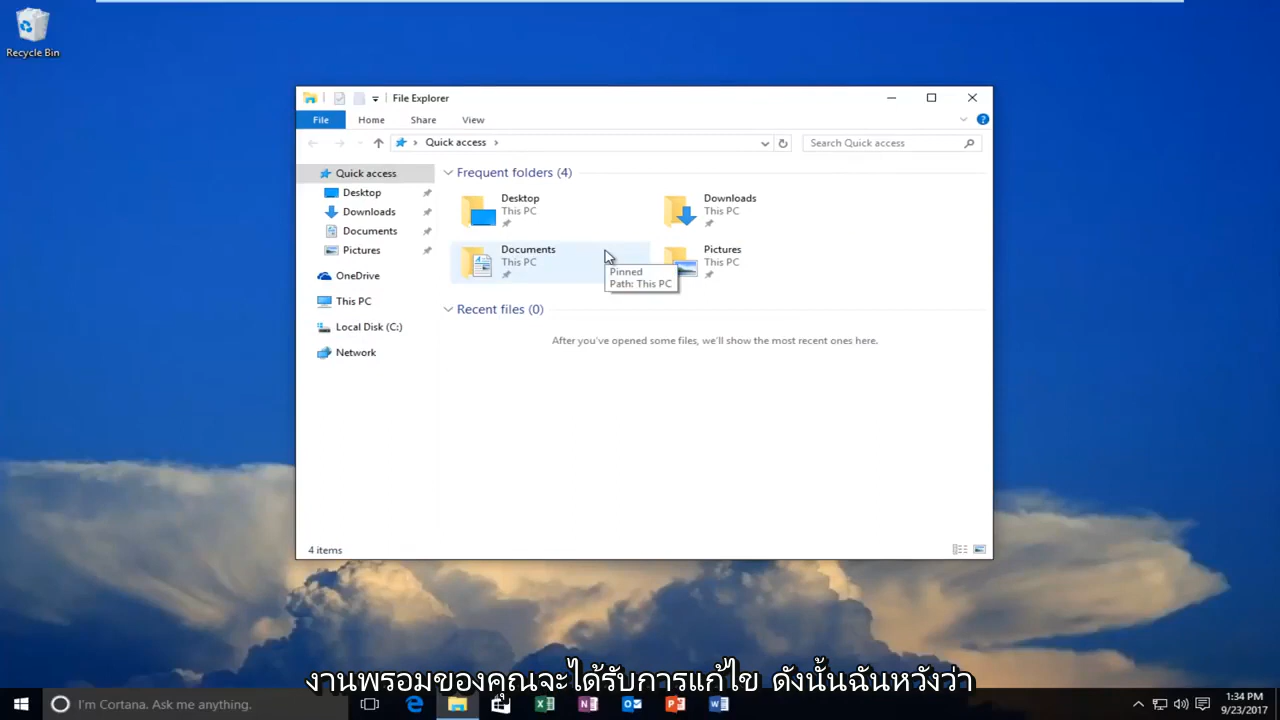 Recycle Bin
File Explorer
File Home Share View
Quick access
Search Quick access
Quick access
Desktop
Downloads
Documents
Pictures
OneDrive
This PC
Local Disk (C:)
Network
Frequent folders (4)
Desktop
This PC
Downloads
This PC
Documents
This PC
Pictures
This PC
Pinned
Path: This PC
Recent files (0)
After you've opened some files, we'll show the most recent ones here.
4 items
งานพรอมของคุณจะได้รับการแก้ไข ดังนั้นฉันหวังว่า
I'm Cortana. Ask me anything.
1:34 PM
9/23/2017